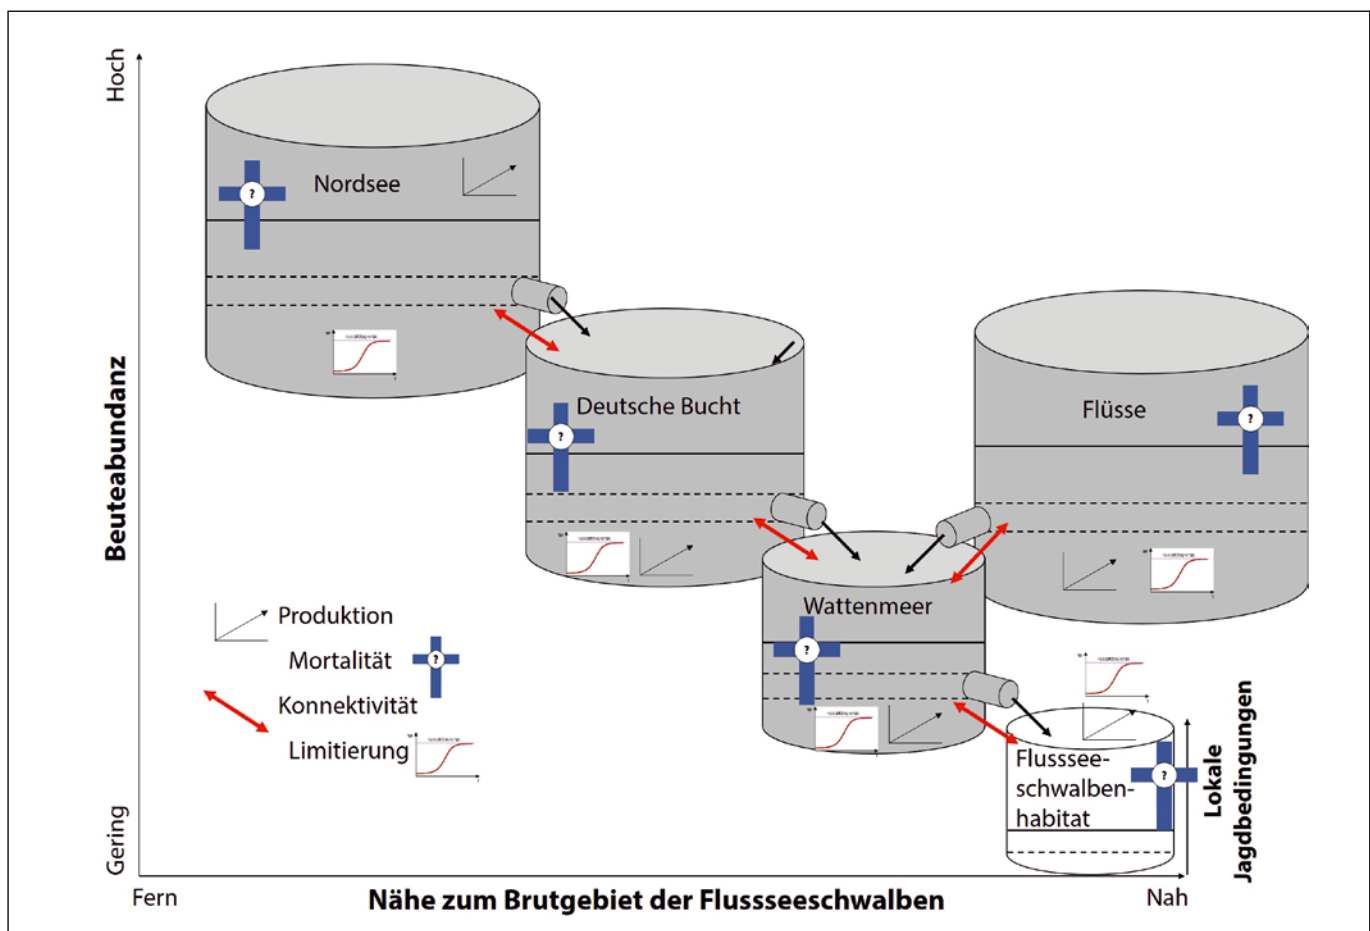 Hoch
Beuteabundanz
Gering
Nordsee
?
Deutsche Bucht
?
Flüsse
?
Wattenmeer
?
Produktion
Mortalität
?
Konnektivität
Limitierung
Flusssee-
schwalben-
habitat
?
Lokale
Jagdbedingungen
Fern
Nähe zum Brutgebiet der Flussseeschwalben
Nah